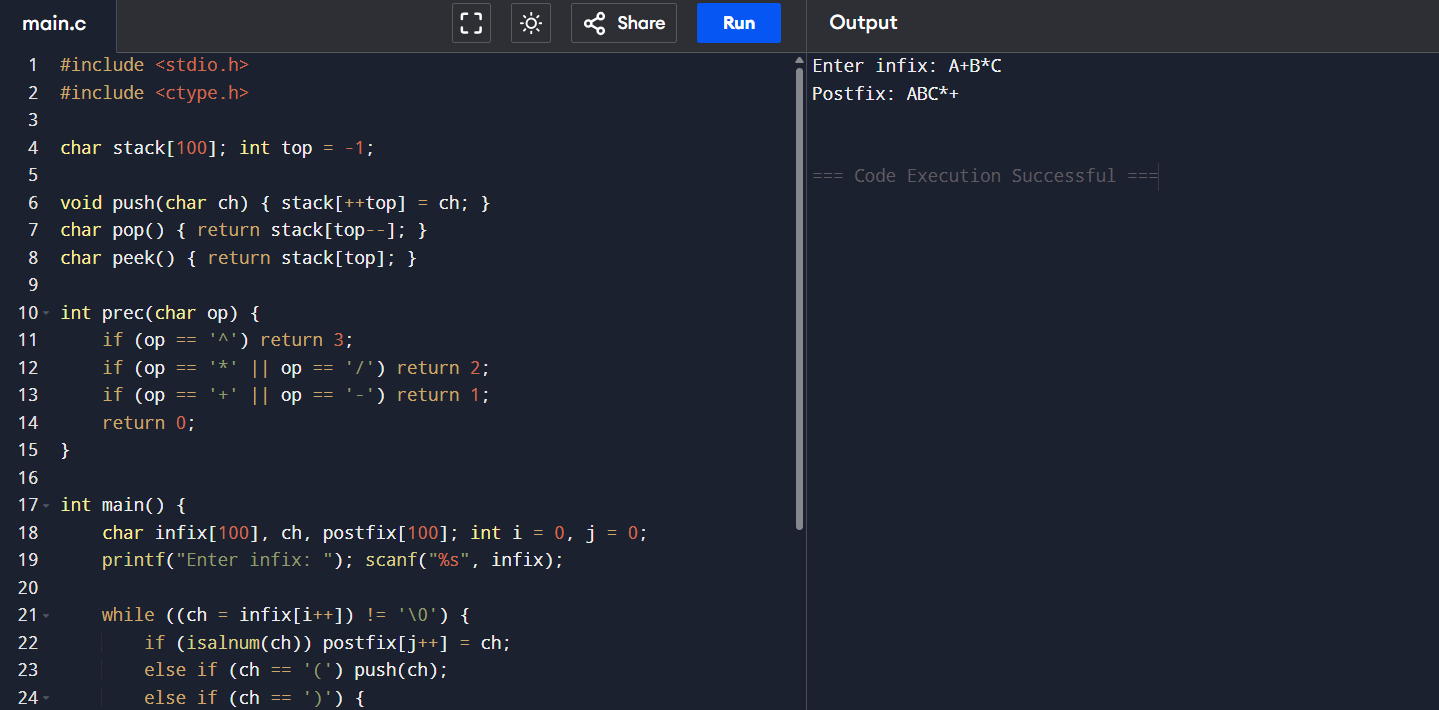 main.c
Share
Run
Output
1 #include <stdio.h>
2 #include <ctype.h>
3
4 char stack[100]; int top = -1;
5
6 void push(char ch) { stack[++top] = ch; }
7 char pop() { return stack[top--]; }
8 char peek() { return stack[top]; }
9
10 int prec(char op) {
11     if (op == '^') return 3;
12     if (op == '*' || op == '/') return 2;
13     if (op == '+' || op == '-') return 1;
14     return 0;
15 }
16
17 int main() {
18     char infix[100], ch, postfix[100]; int i = 0, j = 0;
19     printf("Enter infix: "); scanf("%s", infix);
20
21     while ((ch = infix[i++]) != '\0') {
22         if (isalnum(ch)) postfix[j++] = ch;
23         else if (ch == '(') push(ch);
24         else if (ch == ')') {
Enter infix: A+B*C
Postfix: ABC*+
=== Code Execution Successful ===